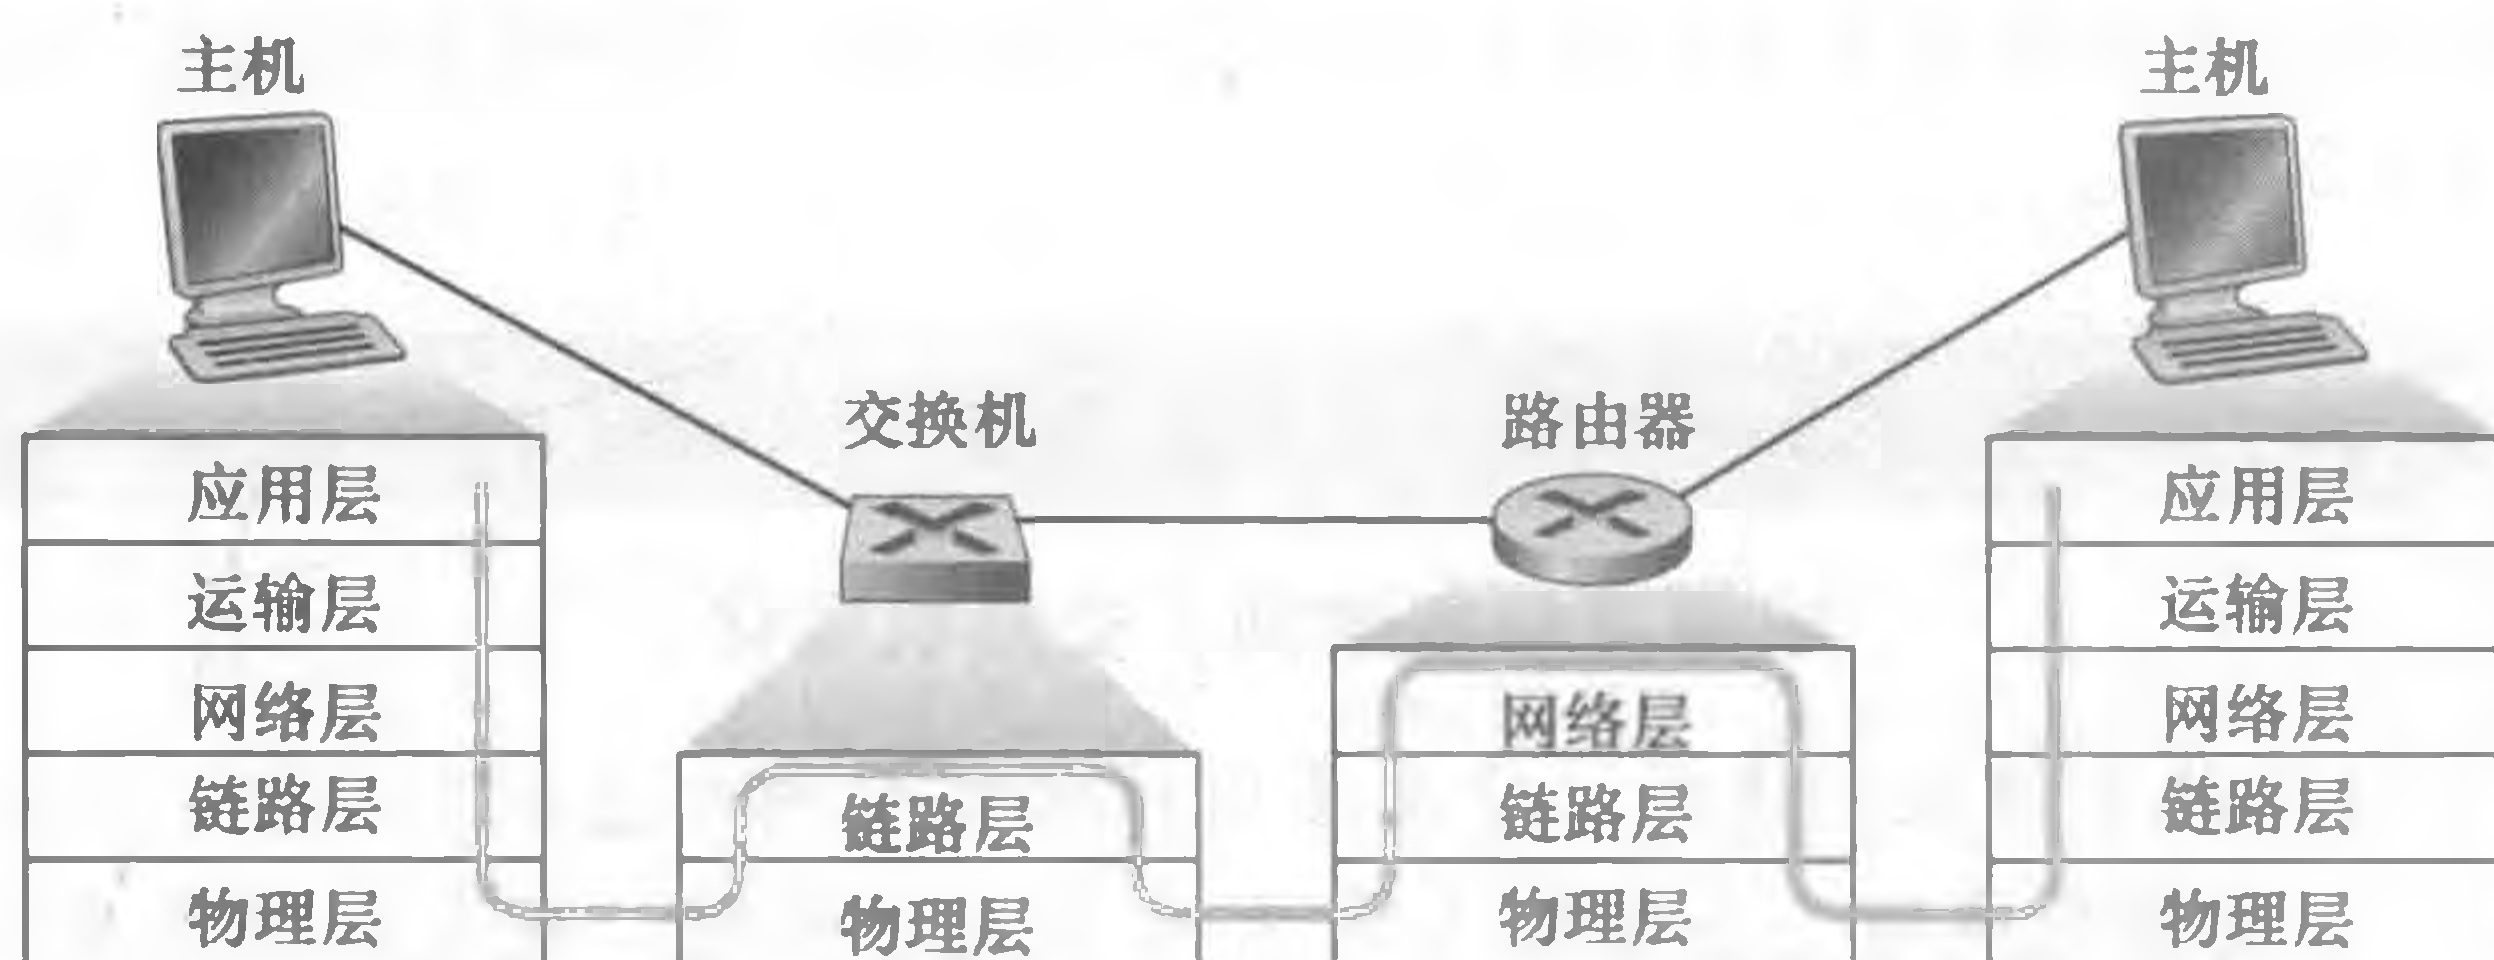 主机
主机
交换机
路由器
应用层
运输层
网络层
链路层
物理层
链路层
物理层
网络层
链路层
物理层
应用层
运输层
网络层
链路层
物理层